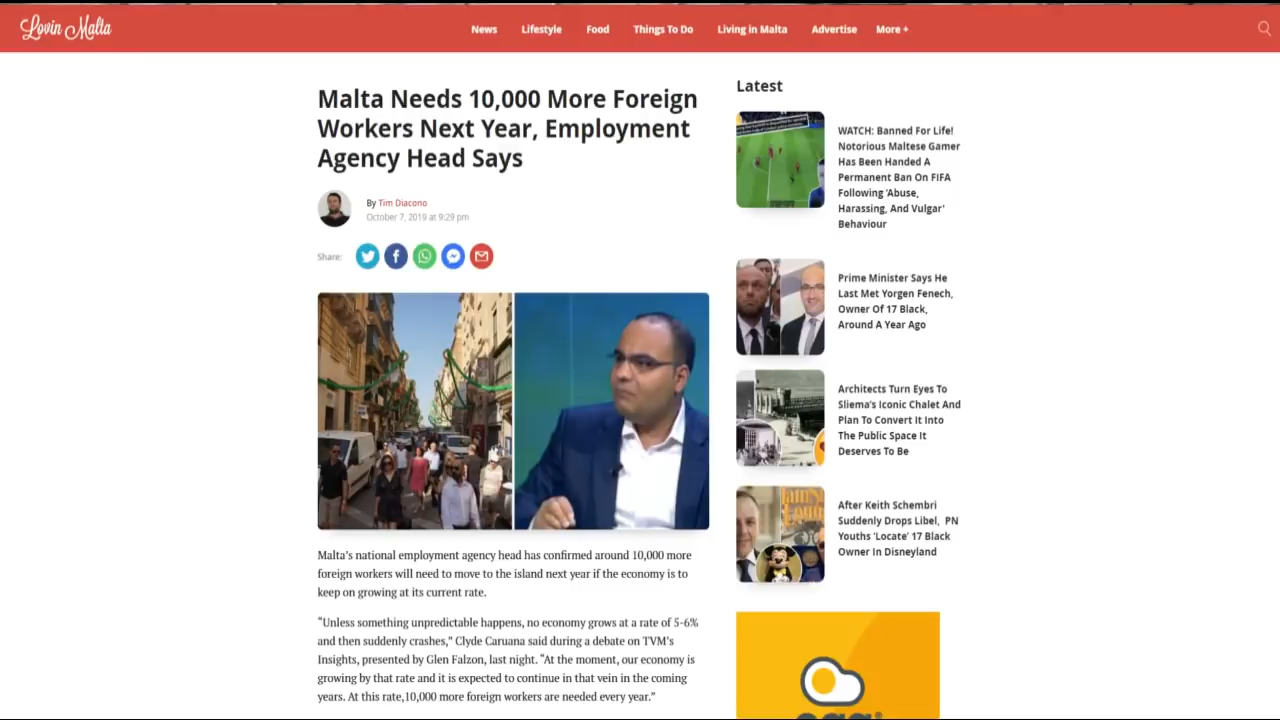 Lovin Malta
News Lifestyle Food Things To Do Living in Malta Advertise More +
Malta Needs 10,000 More Foreign
Workers Next Year, Employment
Agency Head Says
By Tim Diacono
October 7, 2019 at 9:29 pm
Share:
Malta's national employment agency head has confirmed around 10,000 more
foreign workers will need to move to the island next year if the economy is to
keep on growing at its current rate.
“Unless something unpredictable happens, no economy grows at a rate of 5-6%
and then suddenly crashes,” Clyde Caruana said during a debate on TVM's
Insights, presented by Glen Falzon, last night. “At the moment, our economy is
growing by that rate and it is expected to continue in that vein in the coming
years. At this rate,10,000 more foreign workers are needed every year.”
Latest
WATCH: Banned For Life!
Notorious Maltese Gamer
Has Been Handed A
Permanent Ban On FIFA
Following ‘Abuse,
Harassing, And Vulgar'
Behaviour
Prime Minister Says He
Last Met Yorgen Fenech,
Owner Of 17 Black,
Around A Year Ago
Architects Turn Eyes To
Sliema's Iconic Chalet And
Plan To Convert It Into
The Public Space It
Deserves To Be
After Keith Schembri
Suddenly Drops Libel, PN
Youths ‘Locate’ 17 Black
Owner In Disneyland